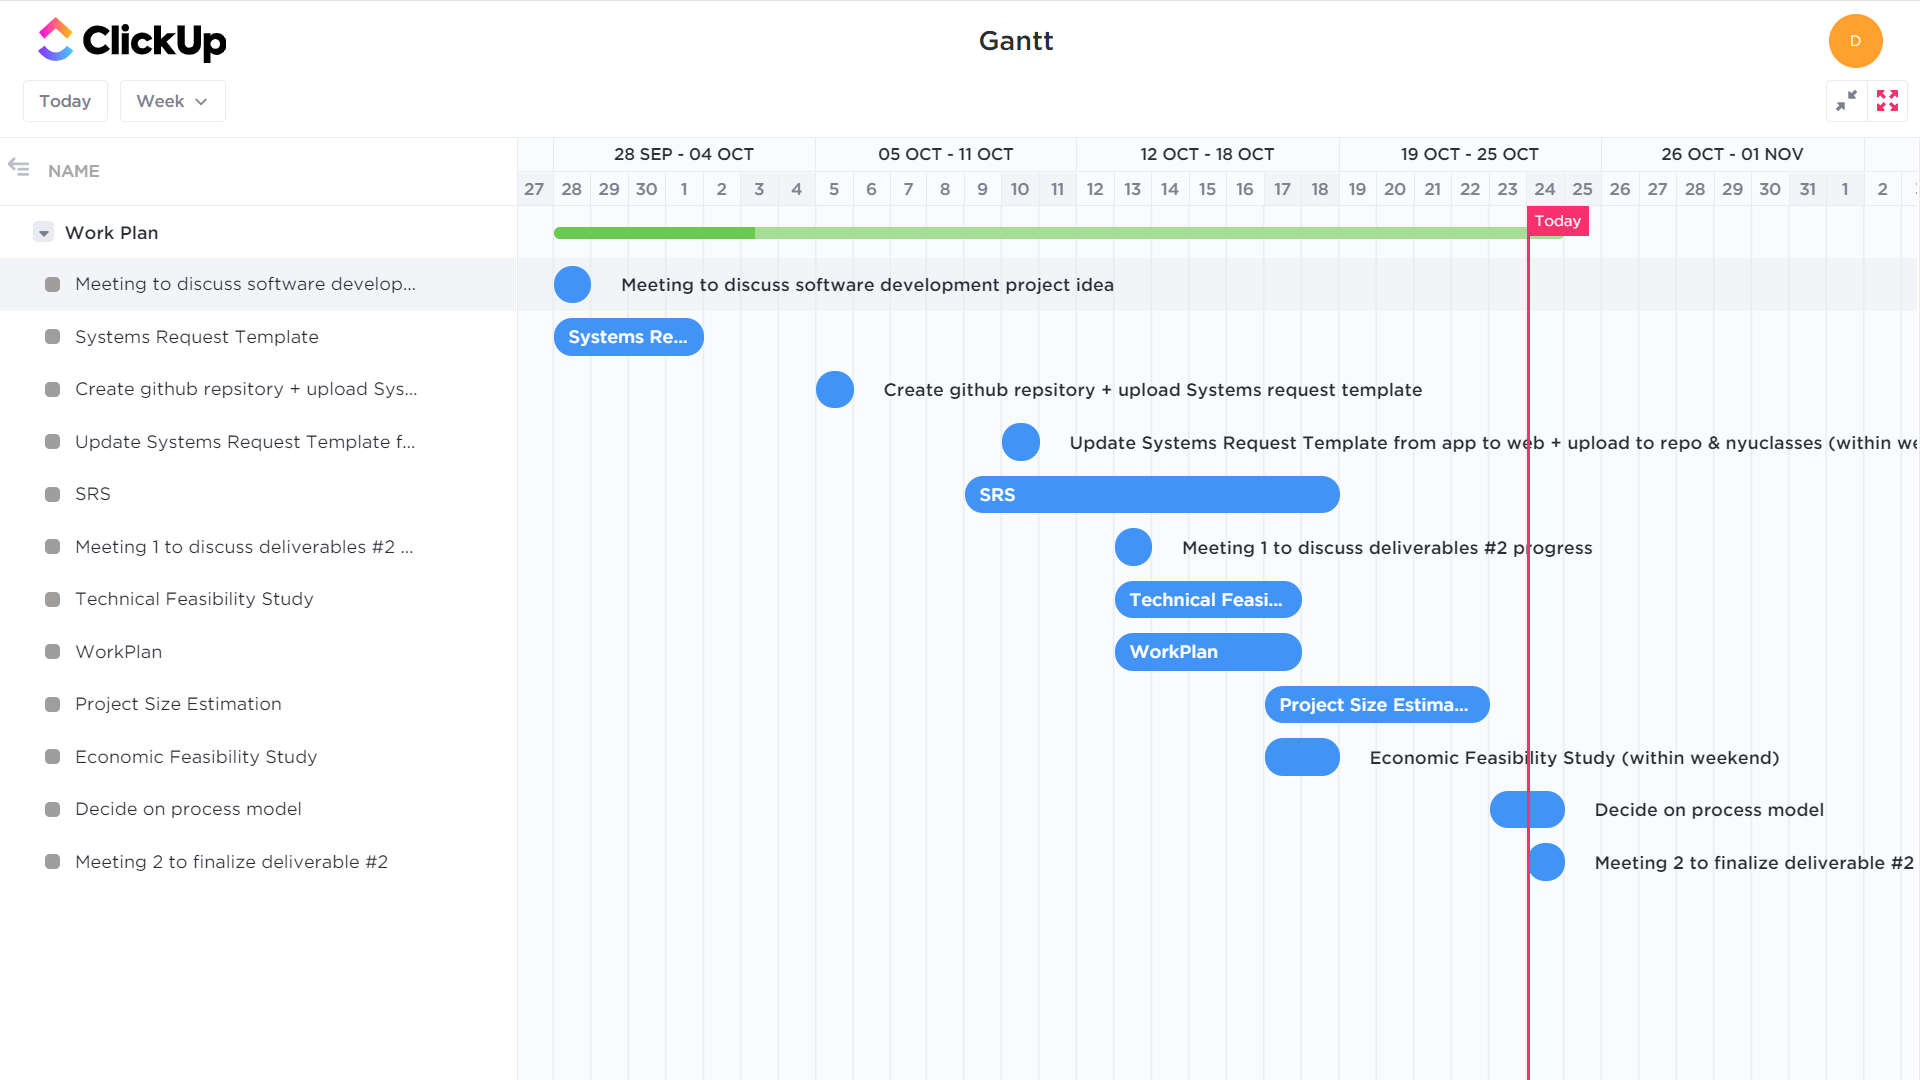 ClickUp
Gantt
D
Today
Week
NAME
28 SEP - 04 OCT 05 OCT - 11 OCT 12 OCT - 18 OCT 19 OCT - 25 OCT 26 OCT - 01 NOV
27 28 29 30 1 2 3 4 5 6 7 8 9 10 11 12 13 14 15 16 17 18 19 20 21 22 23 24 25 26 27 28 29 30 31 1 2
Today
Work Plan
Meeting to discuss software develop...
Meeting to discuss software development project idea
Systems Request Template
Systems Re...
Create github repsitory + upload Sys...
Create github repsitory + upload Systems request template
Update Systems Request Template f...
Update Systems Request Template from app to web + upload to repo & nyuclasses (within we
SRS
SRS
Meeting 1 to discuss deliverables #2 ...
Meeting 1 to discuss deliverables #2 progress
Technical Feasibility Study
Technical Feasi...
WorkPlan
WorkPlan
Project Size Estimation
Project Size Estima...
Economic Feasibility Study
Economic Feasibility Study (within weekend)
Decide on process model
Decide on process model
Meeting 2 to finalize deliverable #2
Meeting 2 to finalize deliverable #2